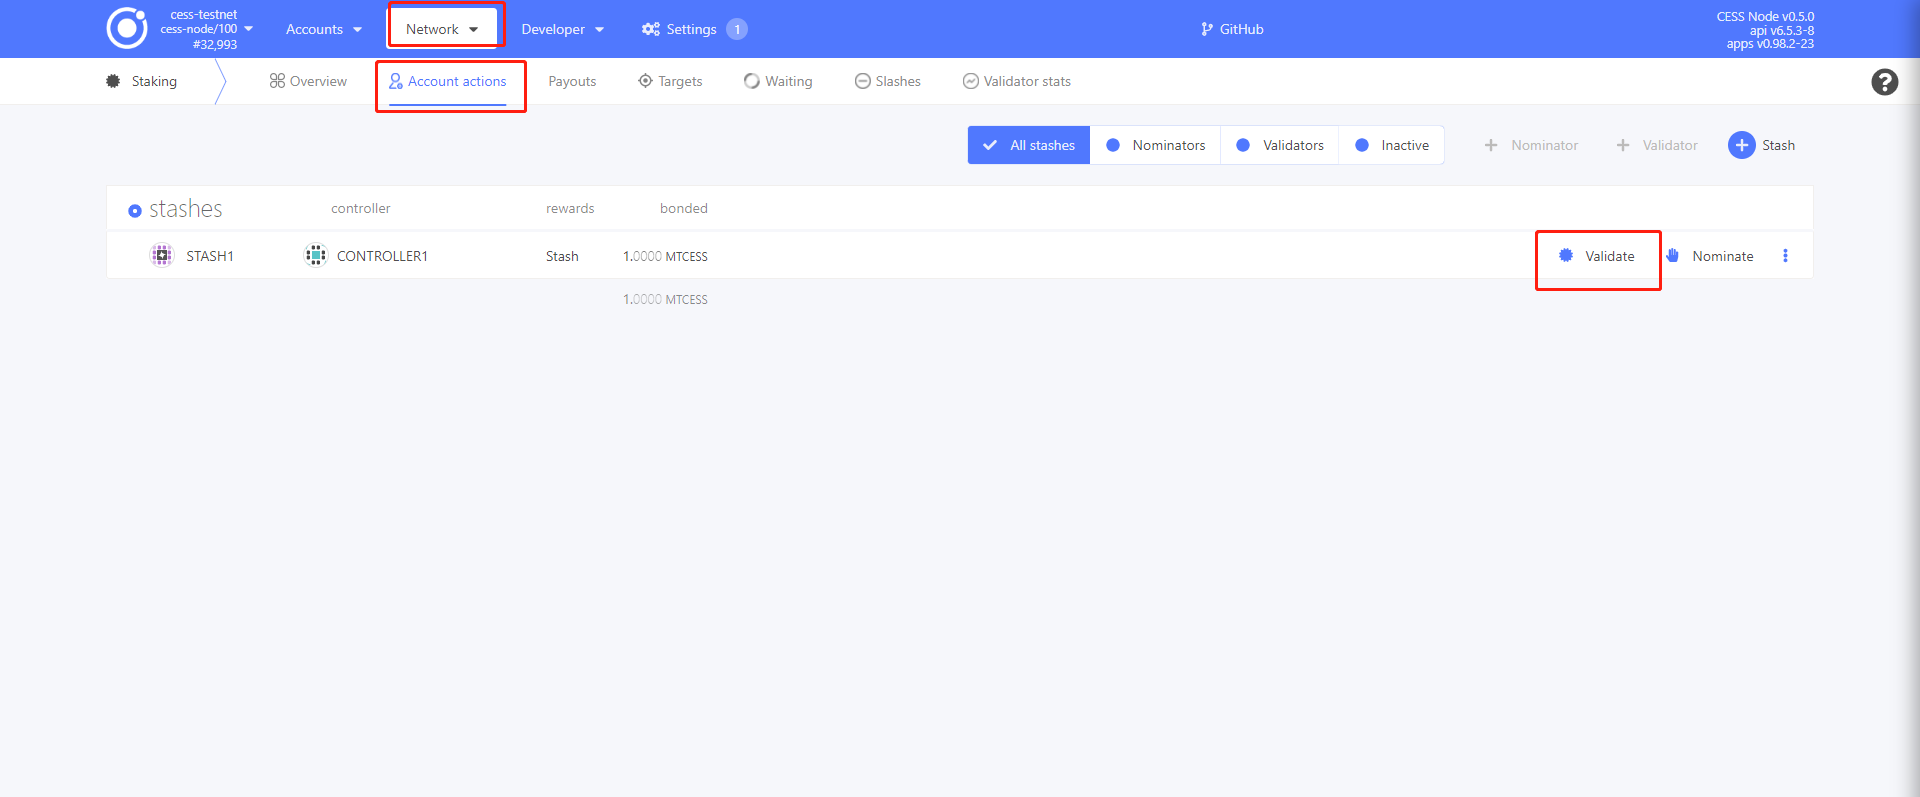 cess-testnet
cess-node/100
#32,993
Accounts
Network
Developer
Settings 1
GitHub
CESS Node v0.5.0
api v6.5.3-8
apps v0.98.2-23
Staking
Overview
Account actions
Payouts
Targets
Waiting
Slashes
Validator stats
?
All stashes
Nominators
Validators
Inactive
+ Nominator
+ Validator
+ Stash
stashes controller rewards bonded
STASH1 CONTROLLER1 Stash 1.0000 MTCESS Validate Nominate
1.0000 MTCESS